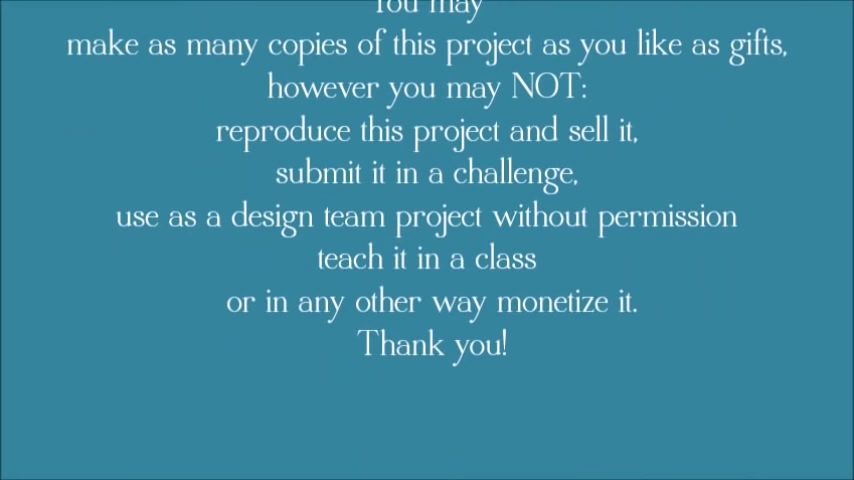 You may
make as many copies of this project as you like as gifts,
however you may NOT:
reproduce this project and sell it,
submit it in a challenge,
use as a design team project without permission
teach it in a class
or in any other way monetize it.
Thank you!